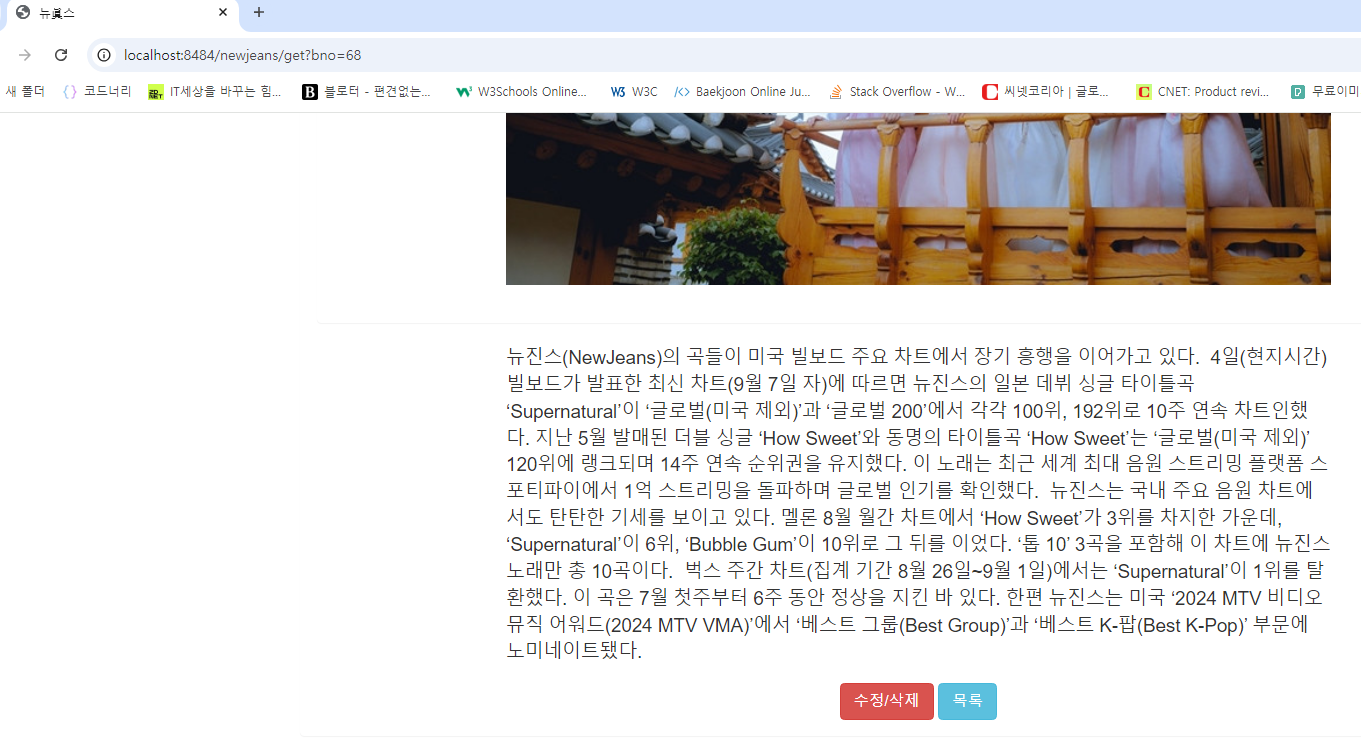 뉴眞스
localhost:8484/newjeans/get?bno=68
새 폴더 코드너리 IT세상을 바꾸는 힘... 블로터 - 편견없는... W3Schools Online... W3C Baekjoon Online Ju... Stack Overflow - W... 씨넷코리아 | 글로... CNET: Product revi... 무료이미
뉴진스(NewJeans)의 곡들이 미국 빌보드 주요 차트에서 장기 흥행을 이어가고 있다. 4일(현지시간)
빌보드가 발표한 최신 차트(9월 7일 자)에 따르면 뉴진스의 일본 데뷔 싱글 타이틀곡
‘Supernatural’이 ‘글로벌(미국 제외)’과 ‘글로벌 200’에서 각각 100위, 192위로 10주 연속 차트인했
다. 지난 5월 발매된 더블 싱글 ‘How Sweet’와 동명의 타이틀곡 ‘How Sweet’는 ‘글로벌(미국 제외)’
120위에 랭크되며 14주 연속 순위권을 유지했다. 이 노래는 최근 세계 최대 음원 스트리밍 플랫폼 스
포티파이에서 1억 스트리밍을 돌파하며 글로벌 인기를 확인했다. 뉴진스는 국내 주요 음원 차트에
서도 탄탄한 기세를 보이고 있다. 멜론 8월 월간 차트에서 ‘How Sweet’가 3위를 차지한 가운데,
‘Supernatural’이 6위, ‘Bubble Gum’이 10위로 그 뒤를 이었다. ‘톱 10’ 3곡을 포함해 이 차트에 뉴진스
노래만 총 10곡이다. 벅스 주간 차트(집계 기간 8월 26일~9월 1일)에서는 ‘Supernatural’이 1위를 탈
환했다. 이 곡은 7월 첫주부터 6주 동안 정상을 지킨 바 있다. 한편 뉴진스는 미국 ‘2024 MTV 비디오
뮤직 어워드(2024 MTV VMA)’에서 ‘베스트 그룹(Best Group)’과 ‘베스트 K-팝(Best K-Pop)’ 부문에
노미네이트됐다.
수정/삭제 목록